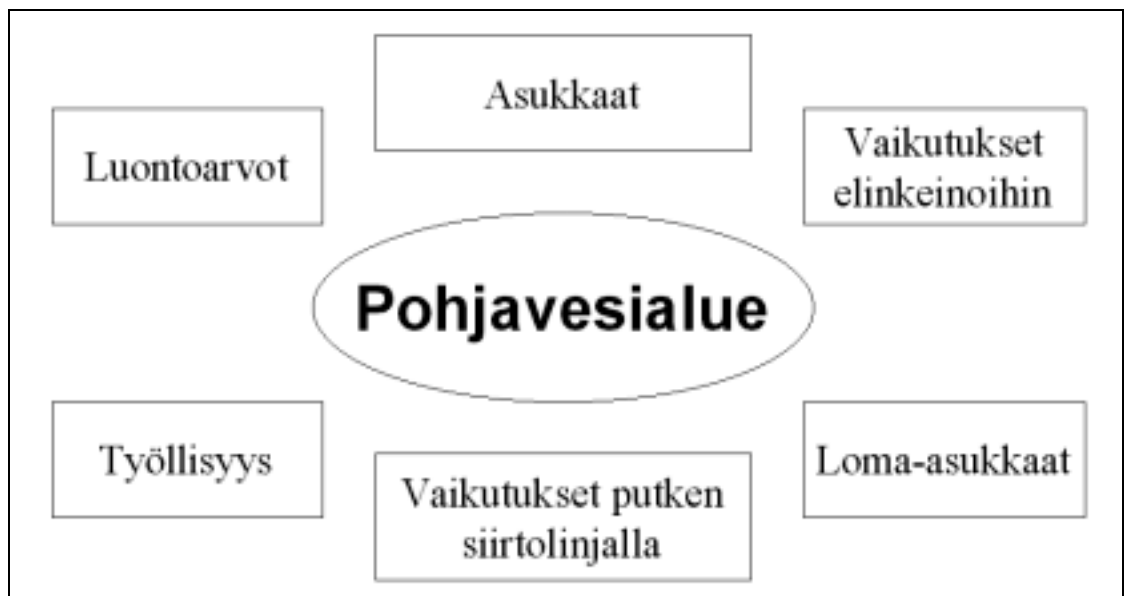 Asukkaat
Luontoarvot
Vaikutukset
elinkeinoihin
Pohjavesialue
Työllisyys
Vaikutukset putken
siirtolinjalla
Loma-asukkaat